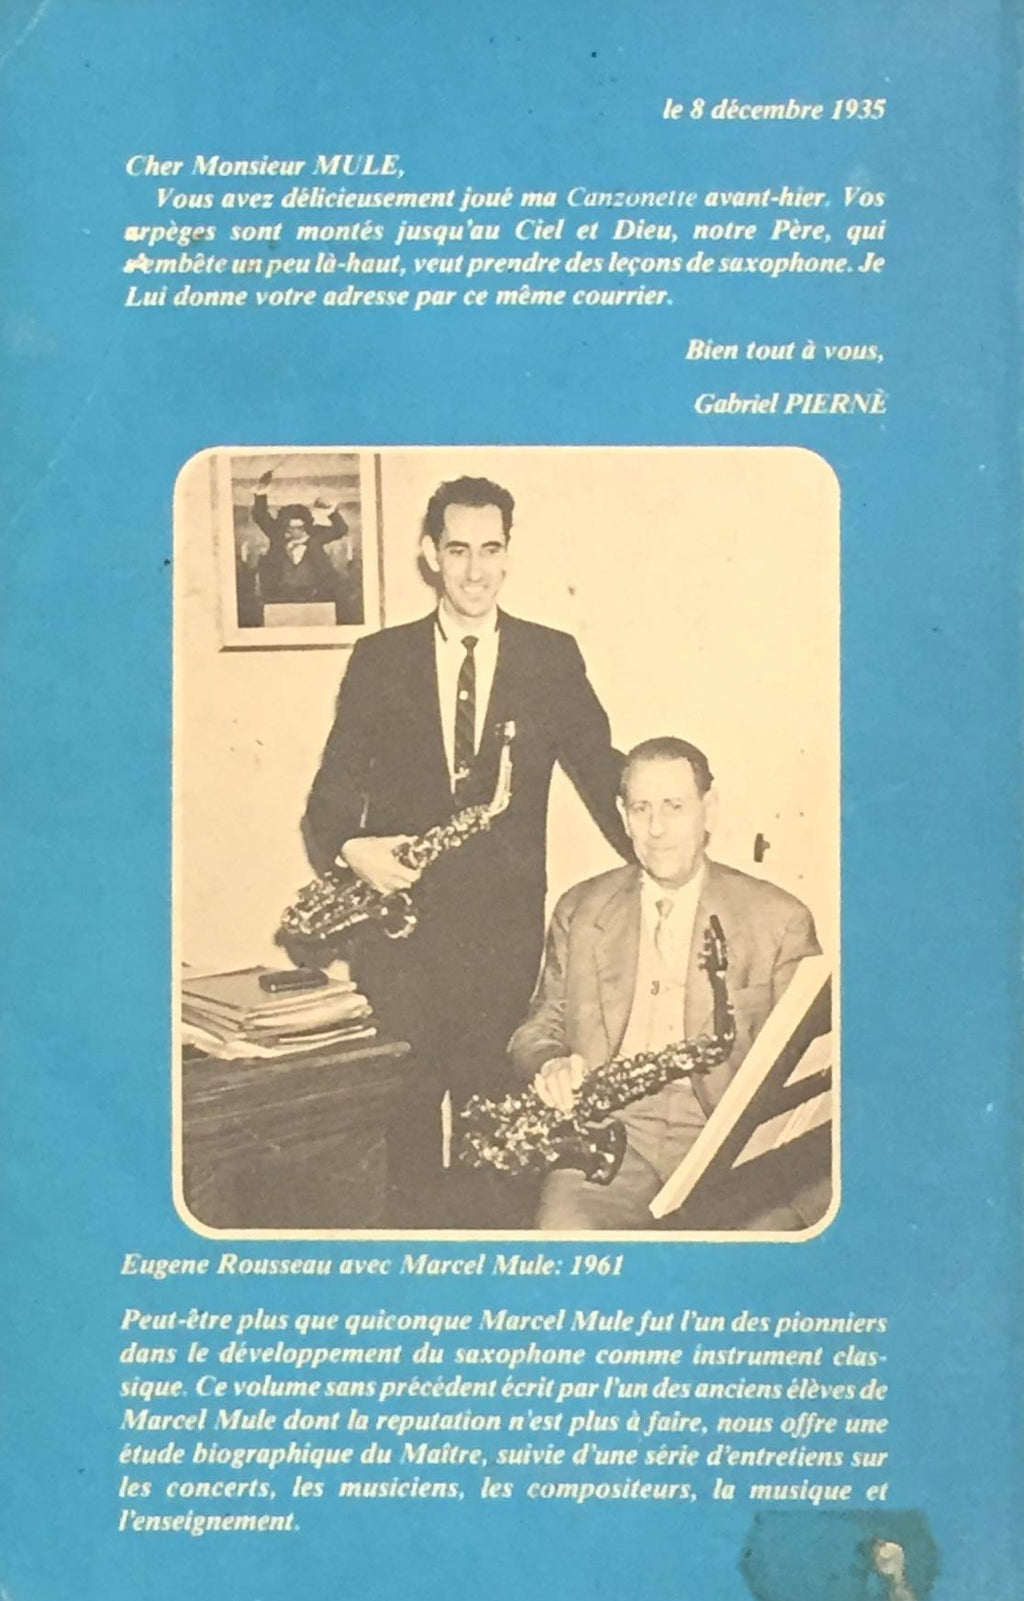 le 8 décembre 1935
Cher Monsieur MULE,
Vous avez délicieusement joué ma Canzonette avant-hier. Vos
arpèges sont montés jusqu'au Ciel et Dieu, notre Père, qui
s'embête un peu là-haut, veut prendre des leçons de saxophone. Je
Lui donne votre adresse par ce même courrier.
Bien tout à vous,
Gabriel PIERNÈ
Eugene Rousseau avec Marcel Mule: 1961
Peut-être plus que quiconque Marcel Mule fut l'un des pionniers
dans le développement du saxophone comme instrument clas-
sique. Ce volume sans précédent écrit par l'un des anciens élèves de
Marcel Mule dont la reputation n'est plus à faire, nous offre une
étude biographique du Maître, suivie d'une série d'entretiens sur
les concerts, les musiciens, les compositeurs, la musique et
l'enseignement.